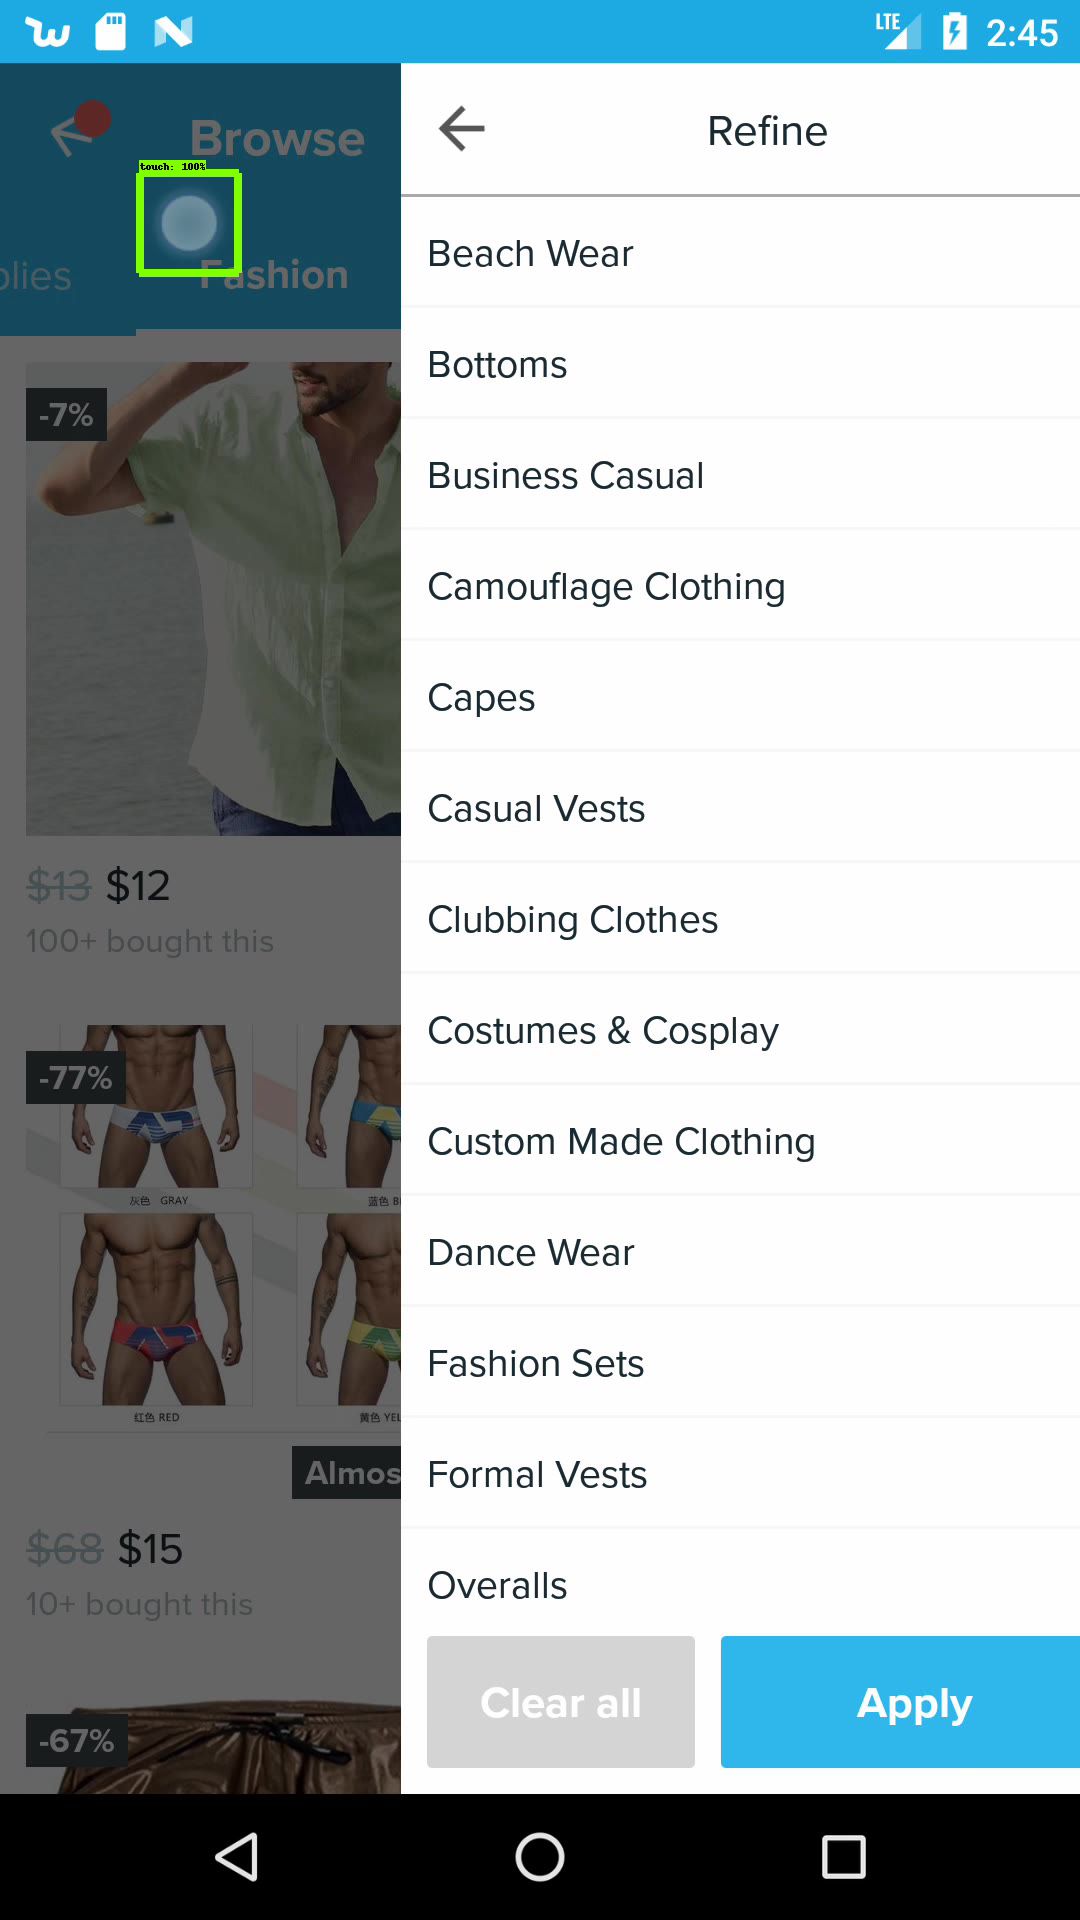 LTE 2:45
Browse
Refine
touch: 100%
plies
Fashion
Beach Wear
Bottoms
-7%
Business Casual
Camouflage Clothing
Capes
Casual Vests
$13 $12
Clubbing Clothes
100+ bought this
Costumes & Cosplay
-77%
Custom Made Clothing
灰色 GRAY
蓝色 B
Dance Wear
Fashion Sets
红色 RED
黄色 YEL
Almos
Formal Vests
$68 $15
Overalls
10+ bought this
Clear all
Apply
-67%